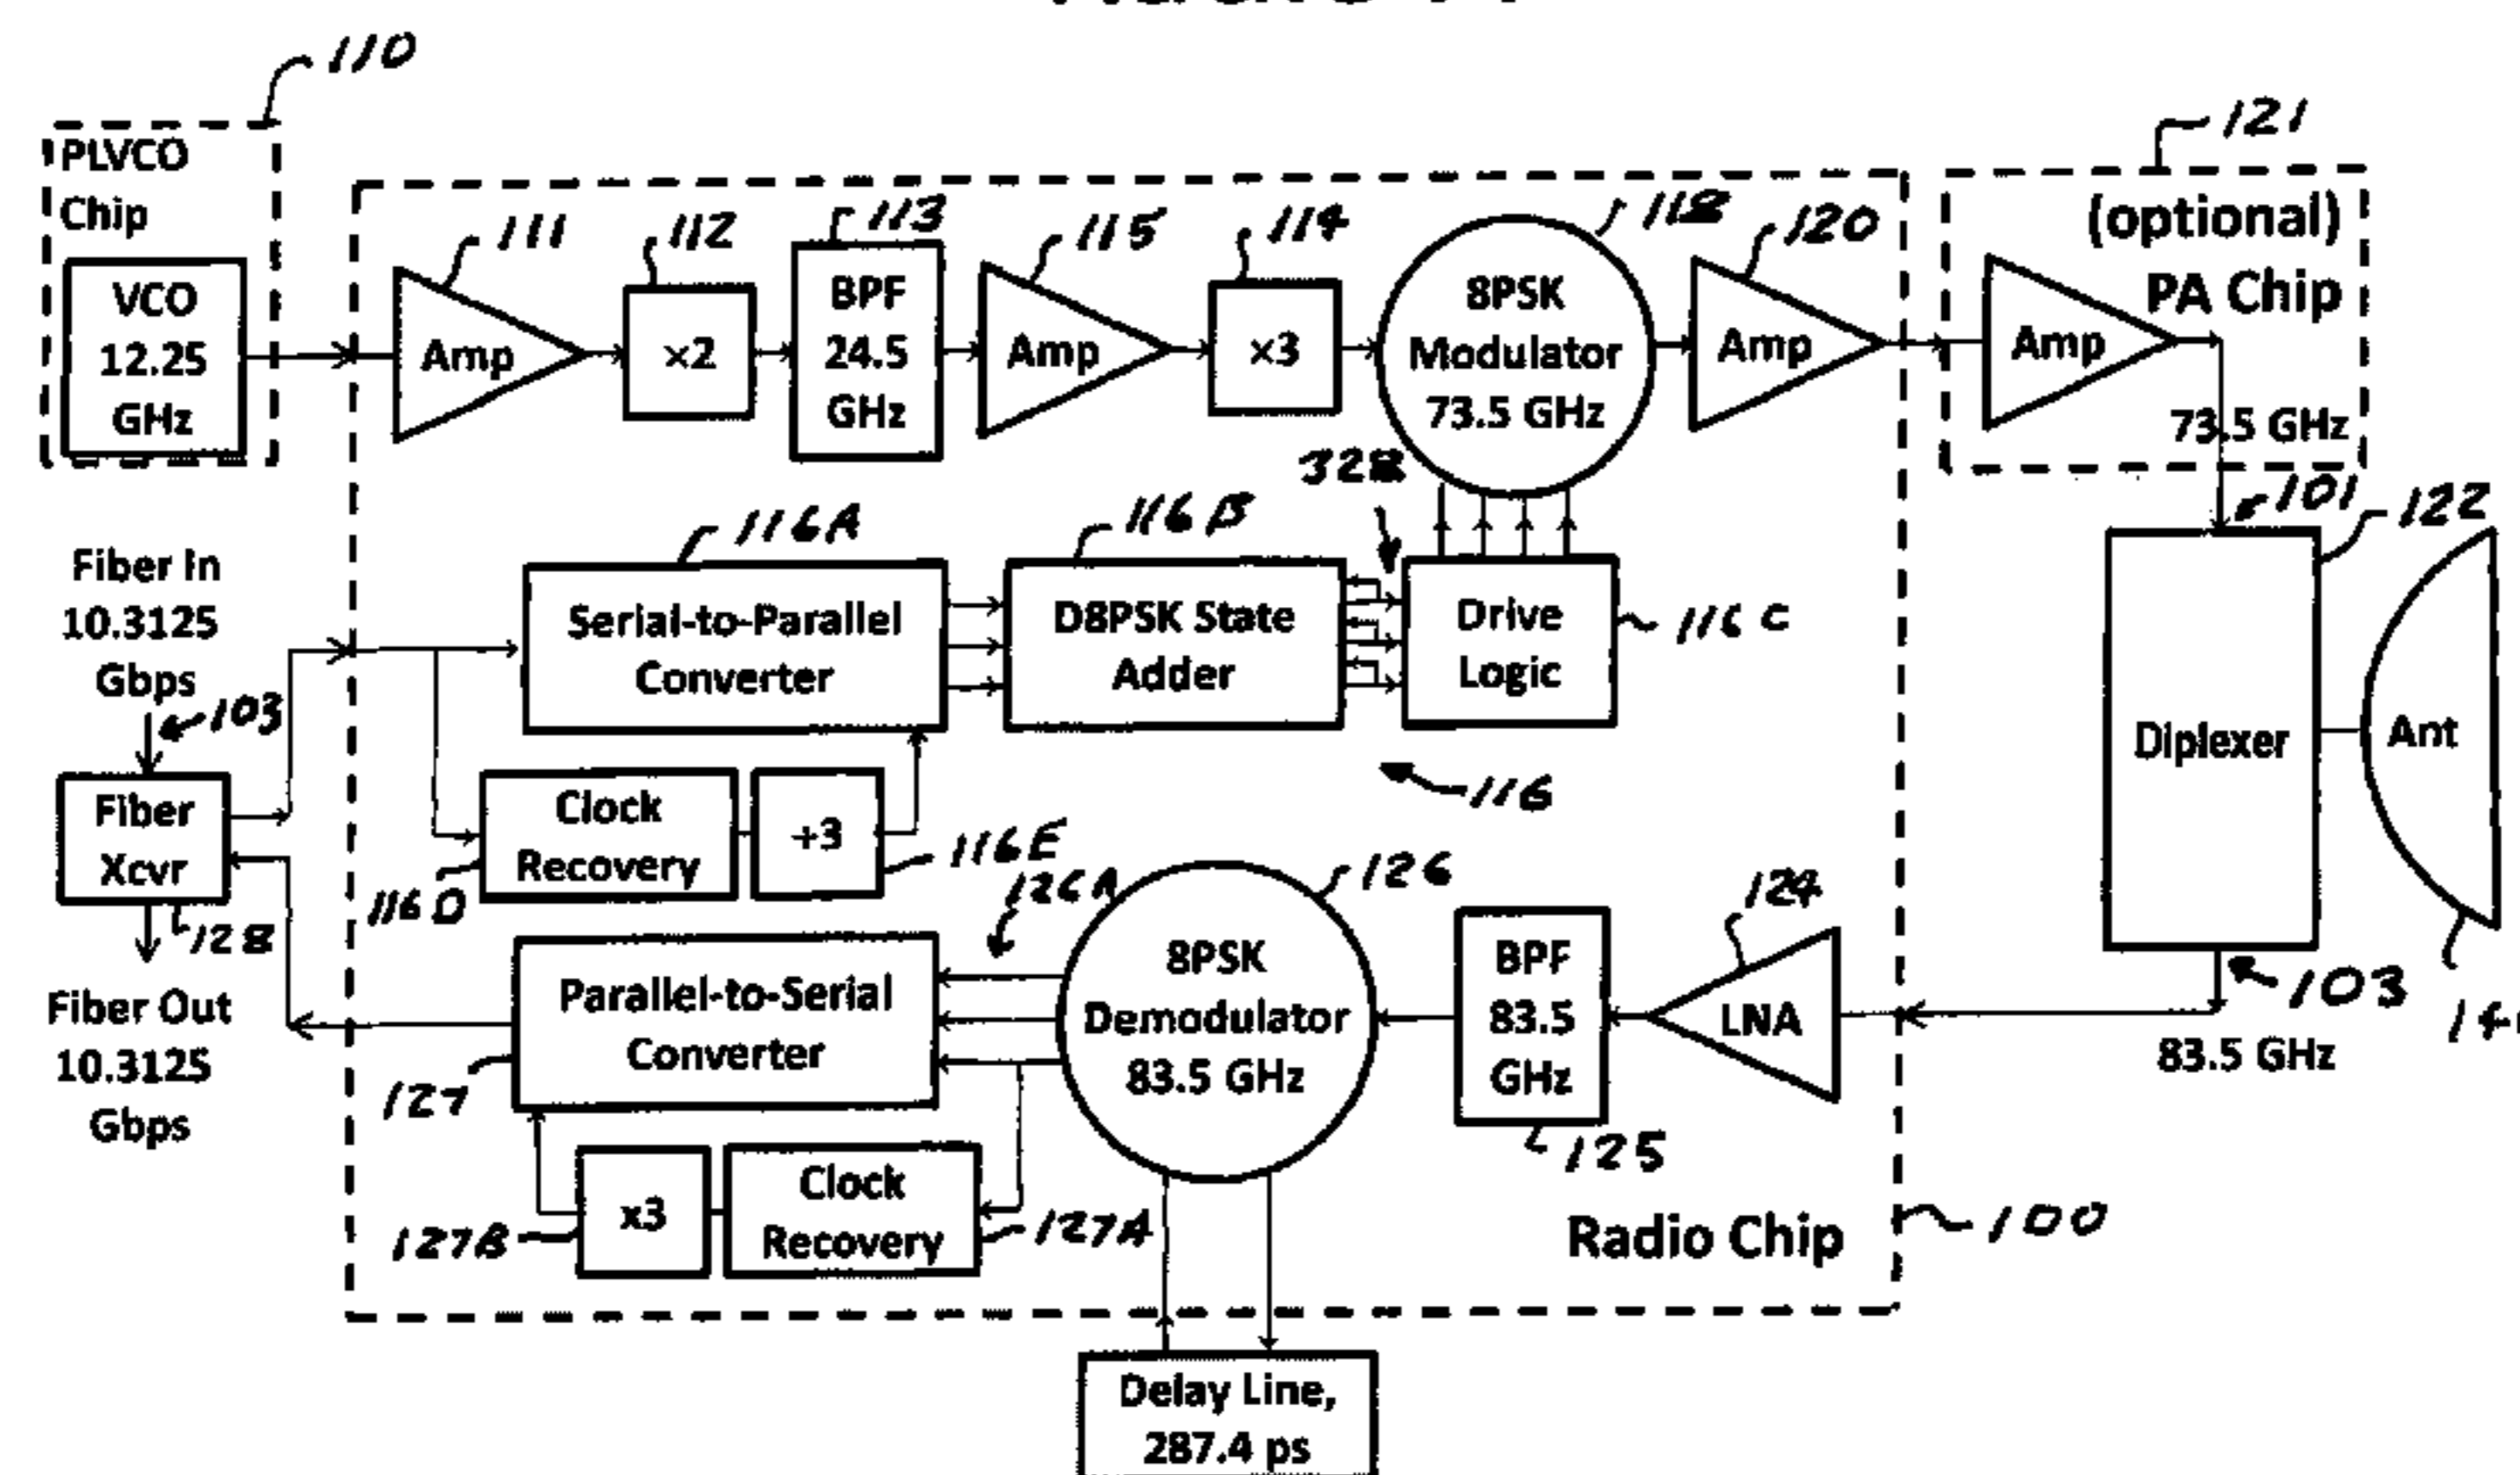 110
PLVCO
Chip
VCO
12.25
GHz
111
Amp
112
×2
113
BPF
24.5
GHz
115
Amp
114
×3
118
8PSK
Modulator
73.5 GHz
120
Amp
121
(optional)
PA Chip
Amp
73.5 GHz
101
122
Fiber In
10.3125
Gbps
103
Fiber
Xcvr
128
Fiber Out
10.3125
Gbps
116A
Serial-to-Parallel
Converter
116B
D8PSK State
Adder
328
Drive
Logic
116C
116
Clock
Recovery
116D
÷3
116E
Diplexer
Ant
103
83.5 GHz
124
LNA
BPF
83.5
GHz
125
126
8PSK
Demodulator
83.5 GHz
126A
Parallel-to-Serial
Converter
127
x3
127B
Clock
Recovery
127A
Radio Chip
100
Delay Line,
287.4 ps